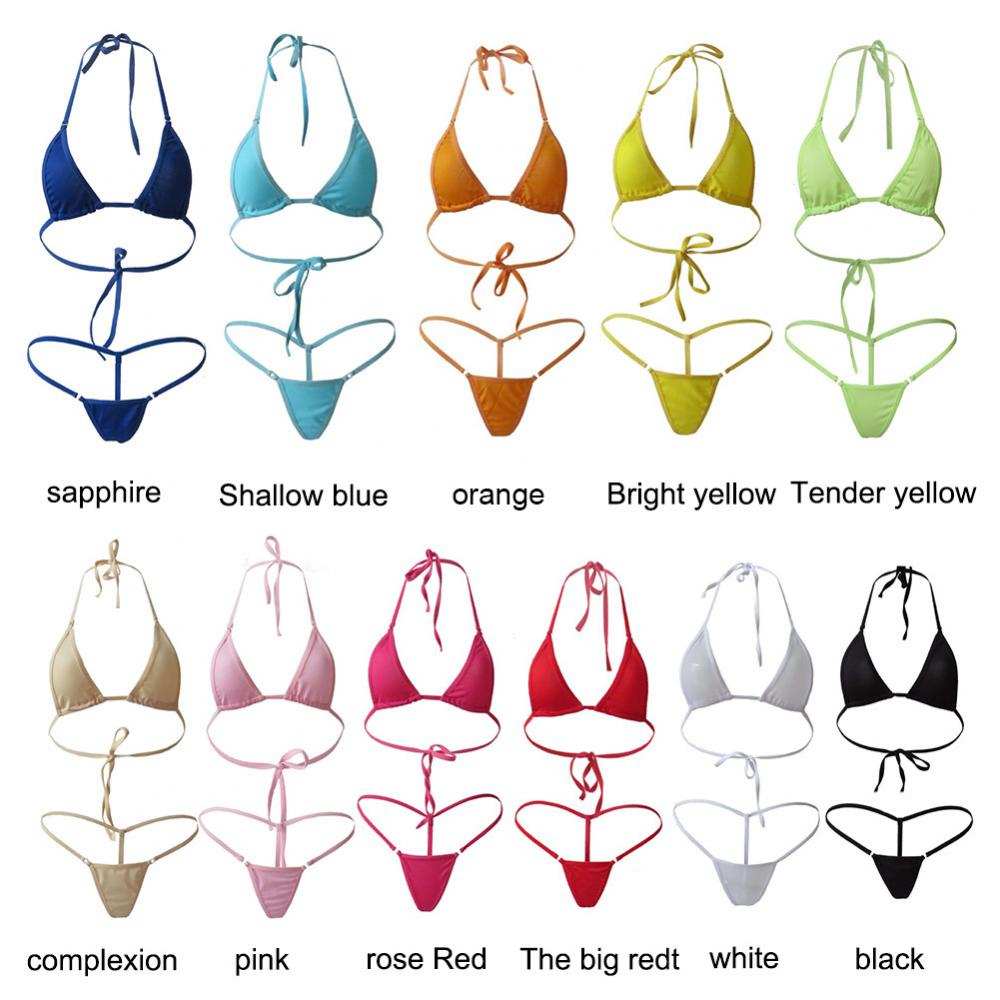 sapphire
Shallow blue
orange
Bright yellow
Tender yellow
complexion
pink
rose Red
The big redt
white
black